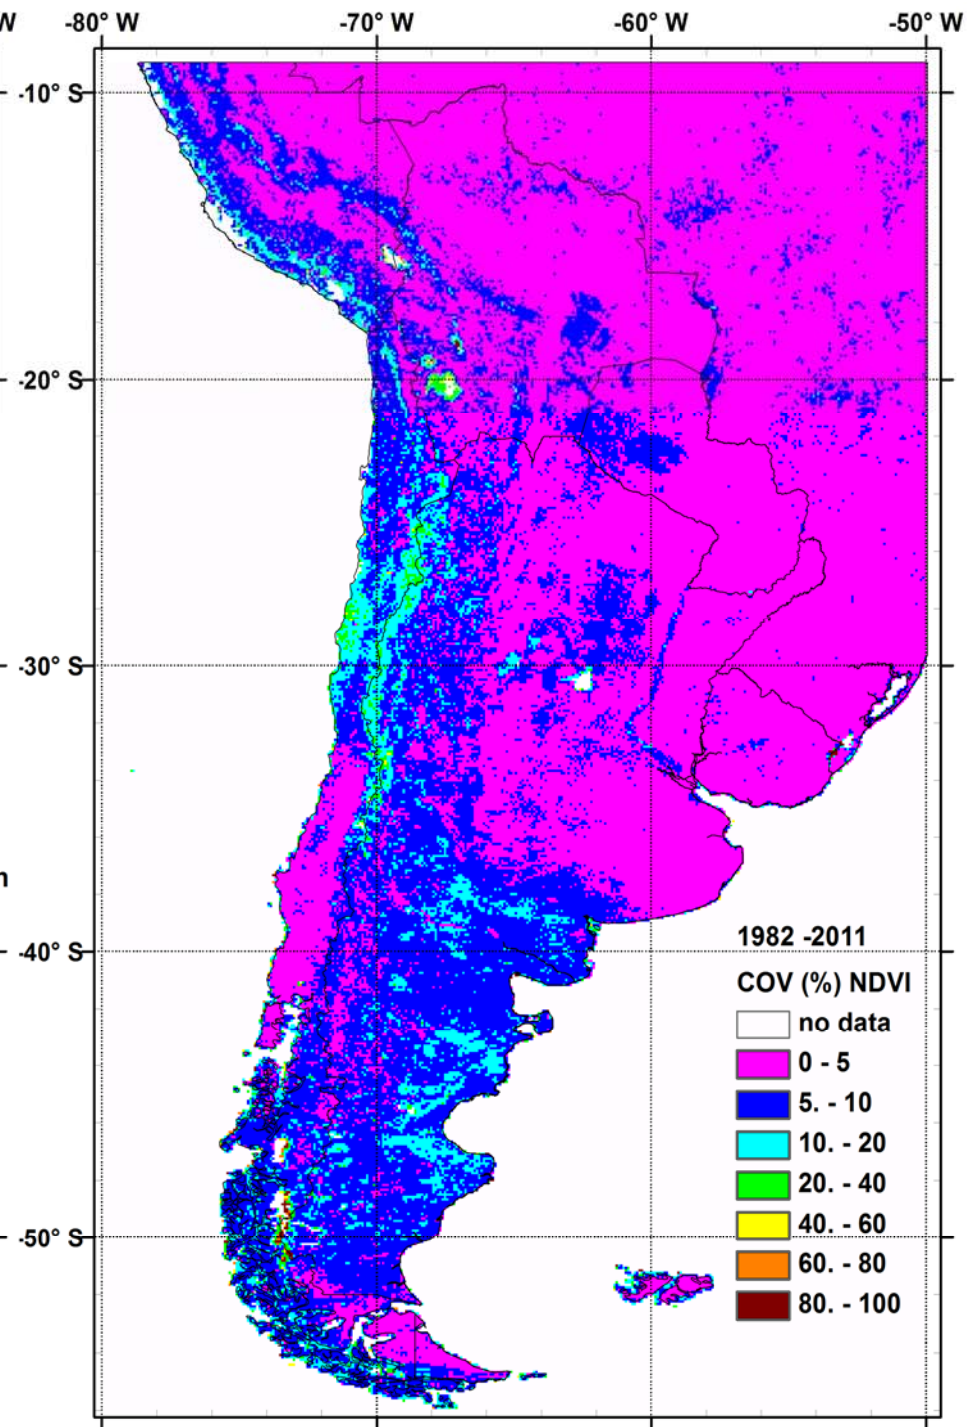 W -80° W -70° W -60° W -50° W
-10° S
-20° S
-30° S
n
-40° S
1982 -2011
COV (%) NDVI
no data
0 - 5
5. - 10
10. - 20
20. - 40
-50° S
40. - 60
60. - 80
80. - 100